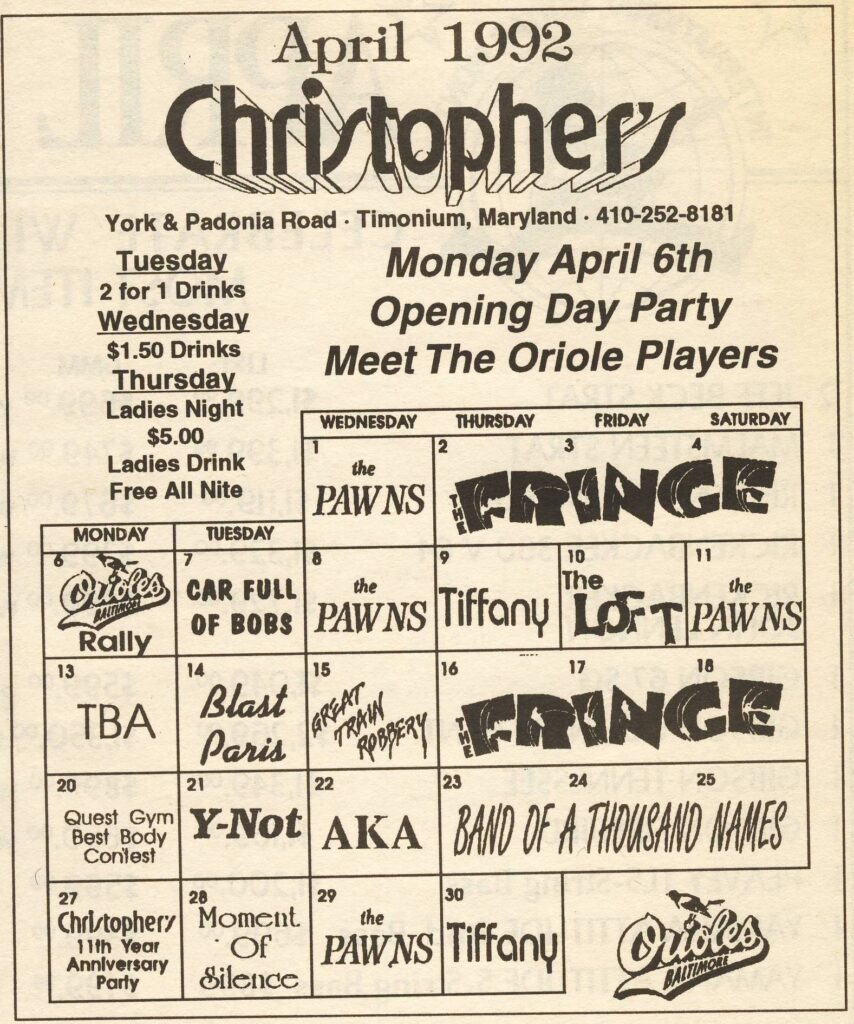 April 1992
Christopher's
York & Padonia Road · Timonium, Maryland · 410-252-8181
Tuesday
2 for 1 Drinks
Wednesday
$1.50 Drinks
Thursday
Ladies Night
$5.00
Ladies Drink
Free All Nite
Monday April 6th
Opening Day Party
Meet The Oriole Players
WEDNESDAY THURSDAY FRIDAY SATURDAY
1 2 3 4
the
PAWNS
THE FRINGE
MONDAY TUESDAY
6 7 8 9 10 11
Orioles
BALTIMORE
Rally
CAR FULL
OF BOBS
the
PAWNS
Tiffany
The
LOFT
the
PAWNS
13 14 15 16 17 18
TBA
Blast
Paris
GREAT
TRAIN
ROBBERY
THE FRINGE
20 21 22 23 24 25
Quest Gym
Best Body
Contest
Y-Not
AKA
BAND OF A THOUSAND NAMES
27 28 29 30
Christopher's
11th Year
Anniversary
Party
Moment
Of
Silence
the
PAWNS
Tiffany
Orioles
BALTIMORE